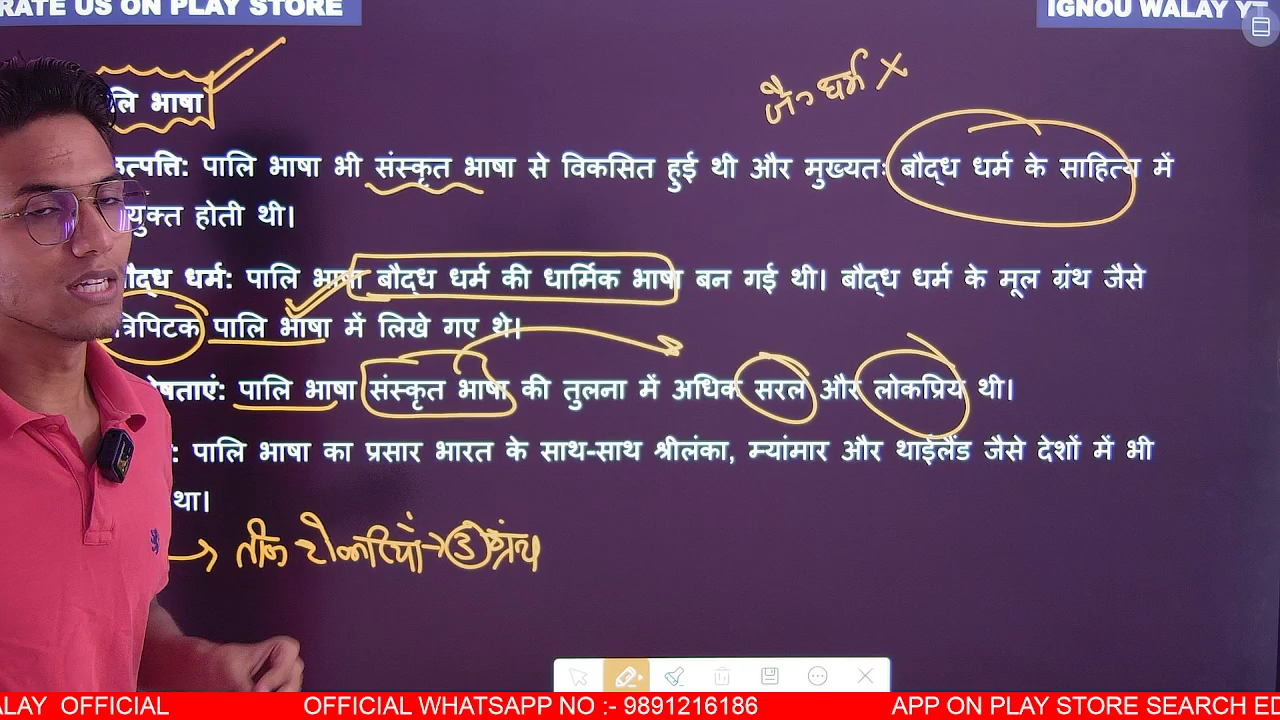 RATE US ON PLAY STORE
IGNOU WALAY YT
लि भाषा
जैन धर्म X
त्पत्ति: पालि भाषा भी संस्कृत भाषा से विकसित हुई थी और मुख्यतः बौद्ध धर्म के साहित्य में
युक्त होती थी।
ौद्ध धर्म: पालि भाषा बौद्ध धर्म की धार्मिक भाषा बन गई थी। बौद्ध धर्म के मूल ग्रंथ जैसे
त्रिपिटक पालि भाषा में लिखे गए थे।
ेषताएं: पालि भाषा संस्कृत भाषा की तुलना में अधिक सरल और लोकप्रिय थी।
: पालि भाषा का प्रसार भारत के साथ-साथ श्रीलंका, म्यांमार और थाईलैंड जैसे देशों में भी
था।
→ तीन टोकरियाँ → 3 ग्रंथ
ALAY OFFICIAL
OFFICIAL WHATSAPP NO :- 9891216186
APP ON PLAY STORE SEARCH ED